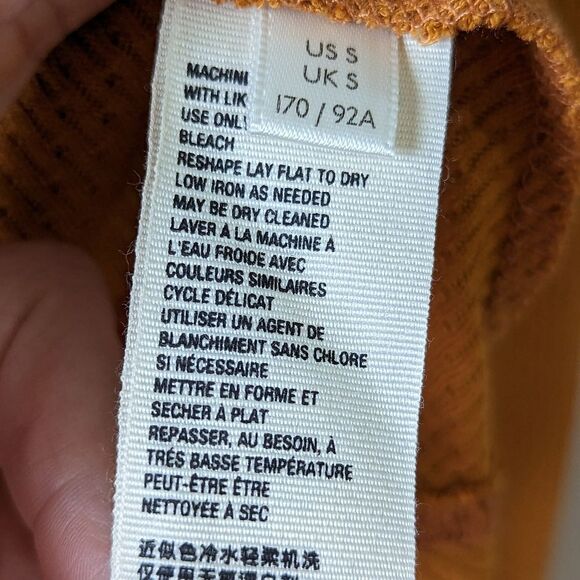 US S
UK S
170 / 92A
MACHIN
WITH LIK
USE ONL
BLEACH
RESHAPE LAY FLAT TO DRY
LOW IRON AS NEEDED
MAY BE DRY CLEANED
LAVER À LA MACHINE À
L'EAU FROIDE AVEC
COULEURS SIMILAIRES
CYCLE DÉLICAT
UTILISER UN AGENT DE
BLANCHIMENT SANS CHLORE
SI NÉCESSAIRE
METTRE EN FORME ET
SECHER À PLAT
REPASSER, AU BESOIN, À
TRÉS BASSE TEMPÉRATURE
PEUT-ÊTRE ÊTRE
NETTOYÉE À SEC
近似色冷水轻柔机洗